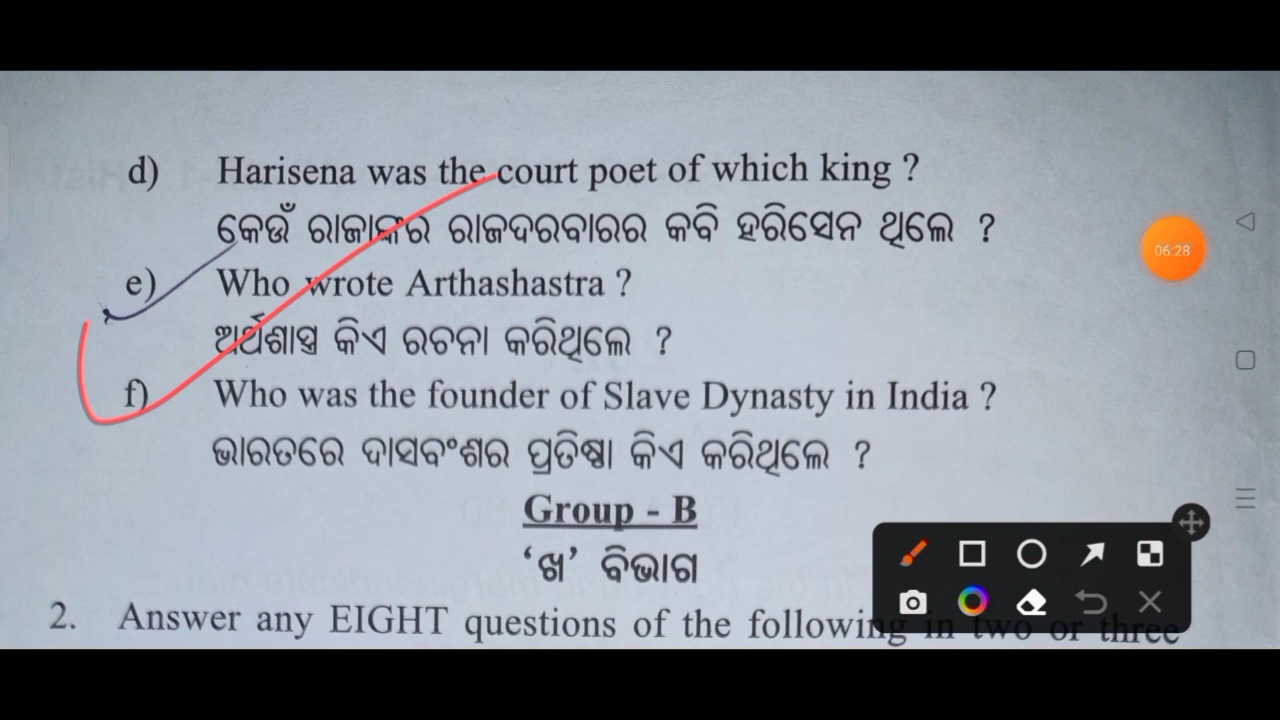 d) Harisena was the court poet of which king ?
କେଉଁ ରାଜାଙ୍କର ରାଜଦରବାରର କବି ହରିସେନ ଥିଲେ ?
e) Who wrote Arthashastra ?
ଅର୍ଥଶାସ୍ତ୍ର କିଏ ରଚନା କରିଥିଲେ ?
f) Who was the founder of Slave Dynasty in India ?
ଭାରତରେ ଦାସବଂଶର ପ୍ରତିଷ୍ଠା କିଏ କରିଥିଲେ ?
Group - B
‘ଖ’ ବିଭାଗ
2. Answer any EIGHT questions of the following in two or three
06:28